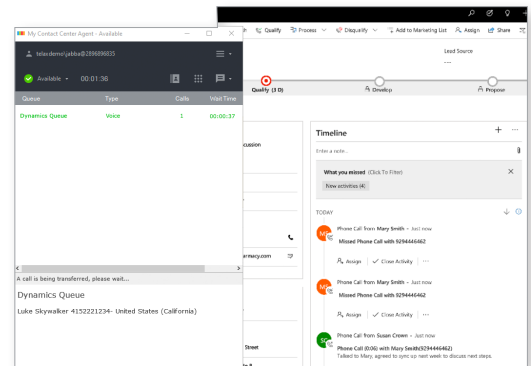 My Contact Center Agent - Available
telax\domain\jabba@2886896835
Available
00:01:36
Queue Type Calls Wait Time
Dynamics Queue Voice 1 00:00:37
A call is being transferred, please wait...
Dynamics Queue
Luke Skywalker 4152221234- United States (California)
Qualify
Process
Disqualify
Add to Marketing List
Assign
Share
Lead Source
---
Qualify (3 D)
Develop
Propose
cussion
armacy.com
Street
Timeline
Enter a note...
What you missed (Click To Filter)
New activities (4)
TODAY
Phone Call from Mary Smith - Just now
Missed Phone Call with 9294446462
Assign Close Activity ...
Phone Call from Mary Smith - Just now
Missed Phone Call with 9294446462
Assign Close Activity ...
Phone Call from Susan Crown - Just now
Phone Call (0:06) with Mary Smith(9294446462)
Talked to Mary, agreed to sync up next week to discuss next steps.